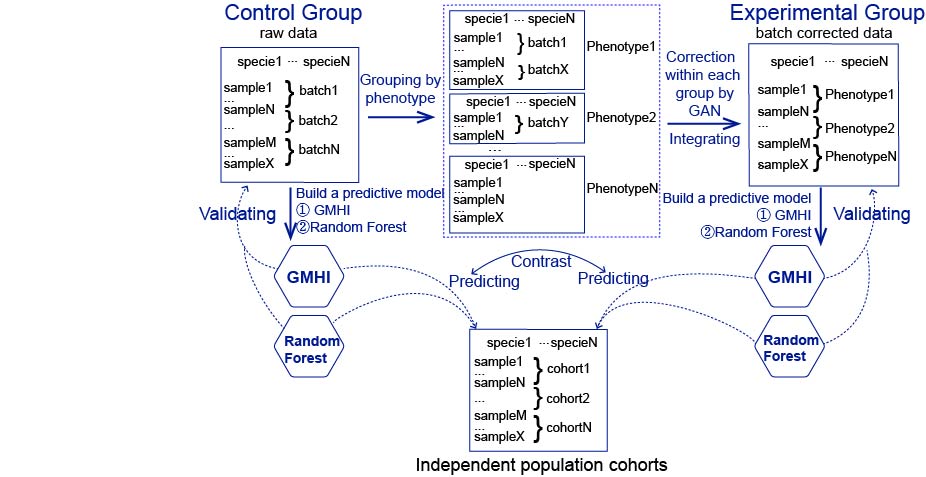 Control Group
raw data
specie1 ... specieN
sample1
...
sampleN
...
sampleM
...
sampleX
batch1
batch2
batchN
Grouping by
phenotype
specie1 ... specieN
sample1
...
sampleN
sampleX
batch1
batchX
Phenotype1
specie1 ... specieN
sample1
...
sampleN
batchY
Phenotype2
...
specie1 ... specieN
sample1
...
sampleN
...
sampleX
PhenotypeN
Correction
within each
group by
GAN
Integrating
Experimental Group
batch corrected data
specie1 ... specieN
sample1
...
sampleN
...
sampleM
...
sampleX
Phenotype1
Phenotype2
PhenotypeN
Validating
Build a predictive model
① GMHI
②Random Forest
GMHI
Random
Forest
Predicting
Contrast
Predicting
Build a predictive model
① GMHI
②Random Forest
Validating
GMHI
Random
Forest
specie1 ...specieN
sample1
...
sampleN
...
sampleM
...
sampleX
cohort1
cohort2
cohortN
Independent population cohorts